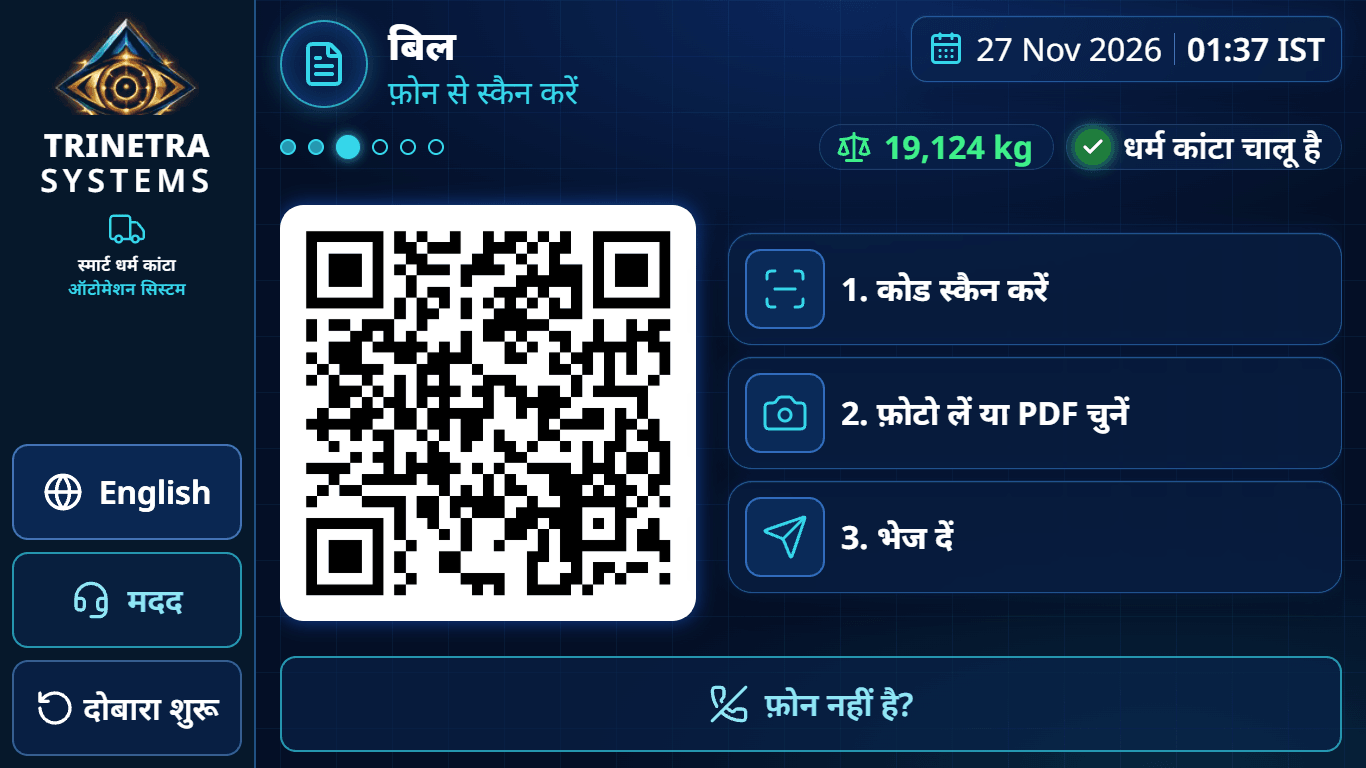 TRINETRA
SYSTEMS
स्मार्ट धर्म कांटा
ऑटोमेशन सिस्टम
English
मदद
दोबारा शुरू
बिल
फ़ोन से स्कैन करें
27 Nov 2026
01:37 IST
19,124 kg
धर्म कांटा चालू है
1. कोड स्कैन करें
2. फ़ोटो लें या PDF चुनें
3. भेज दें
फ़ोन नहीं है?